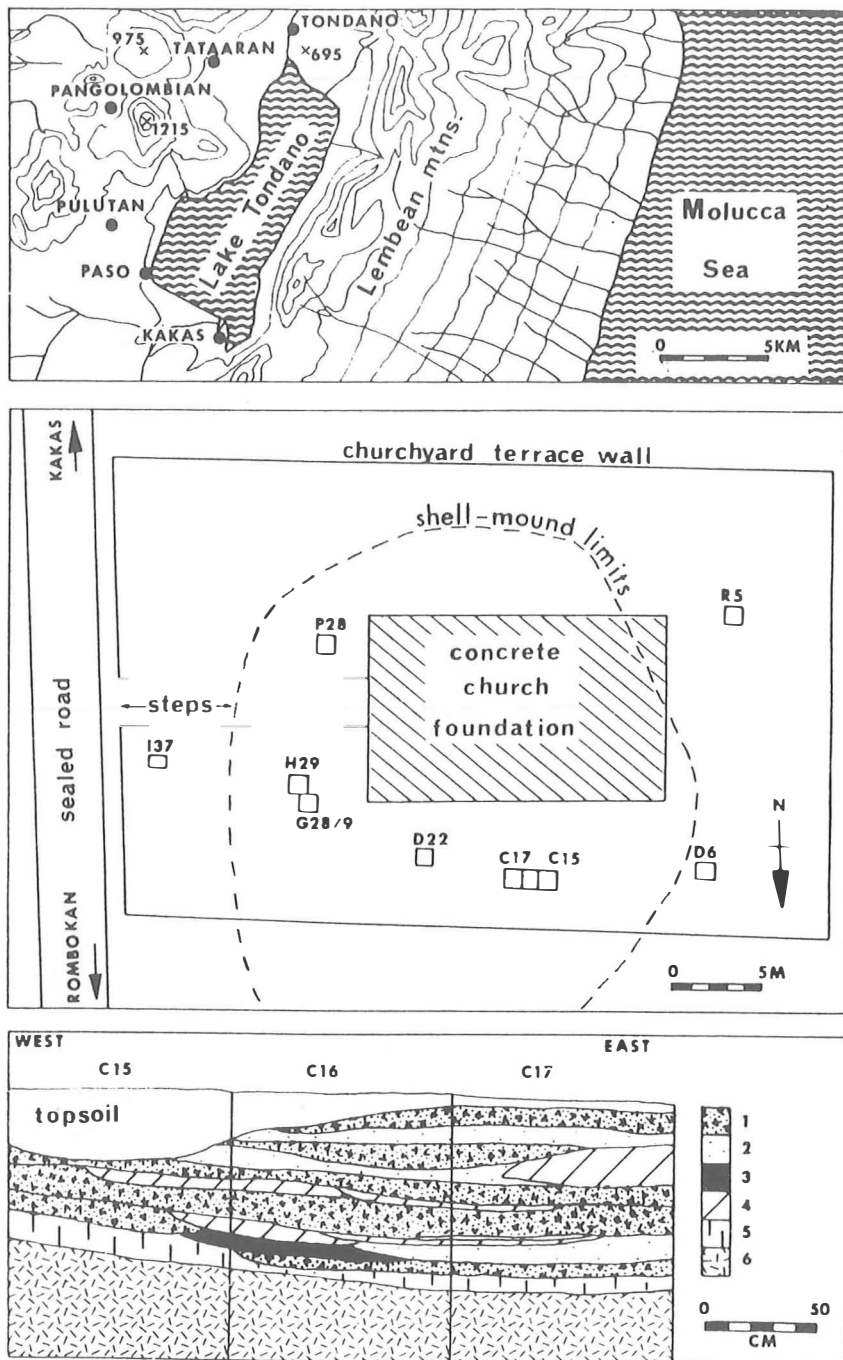 TONDANO
975
TATAARAN
695
PANGOLOMBIAN
1215
PULUTAN
Lake Tondano
Lembean mtns.
Molucca
Sea
PASO
KAKAS
0 5KM
KAKAS
churchyard terrace wall
shell-mound limits
R5
P28
concrete
church
foundation
steps
sealed road
I37
H29
G28/9
N
D22
C17 C15
/D6
ROMBOKAN
0 5M
WEST
EAST
C15
C16
C17
topsoil
1
2
3
4
5
6
0 50
CM